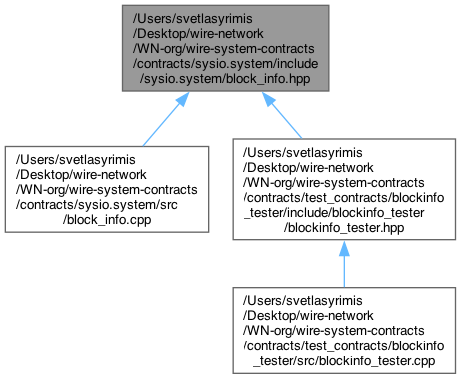 /Users/svetlasyrimis
/Desktop/wire-network
/WN-org/wire-system-contracts
/contracts/sysio.system/include
/sysio.system/block_info.hpp
/Users/svetlasyrimis
/Desktop/wire-network
/WN-org/wire-system-contracts
/contracts/sysio.system/src
/block_info.cpp
/Users/svetlasyrimis
/Desktop/wire-network
/WN-org/wire-system-contracts
/contracts/test_contracts/blockinfo
_tester/include/blockinfo_tester
/blockinfo_tester.hpp
/Users/svetlasyrimis
/Desktop/wire-network
/WN-org/wire-system-contracts
/contracts/test_contracts/blockinfo
_tester/src/blockinfo_tester.cpp